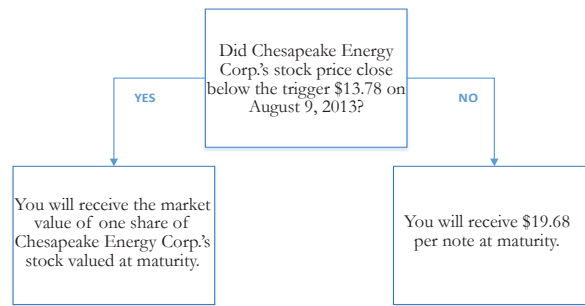 Did Chesapeake Energy
Corp.'s stock price close
below the trigger $13.78 on
August 9, 2013?
YES
NO
You will receive the market
value of one share of
Chesapeake Energy Corp.'s
stock valued at maturity.
You will receive $19.68
per note at maturity.